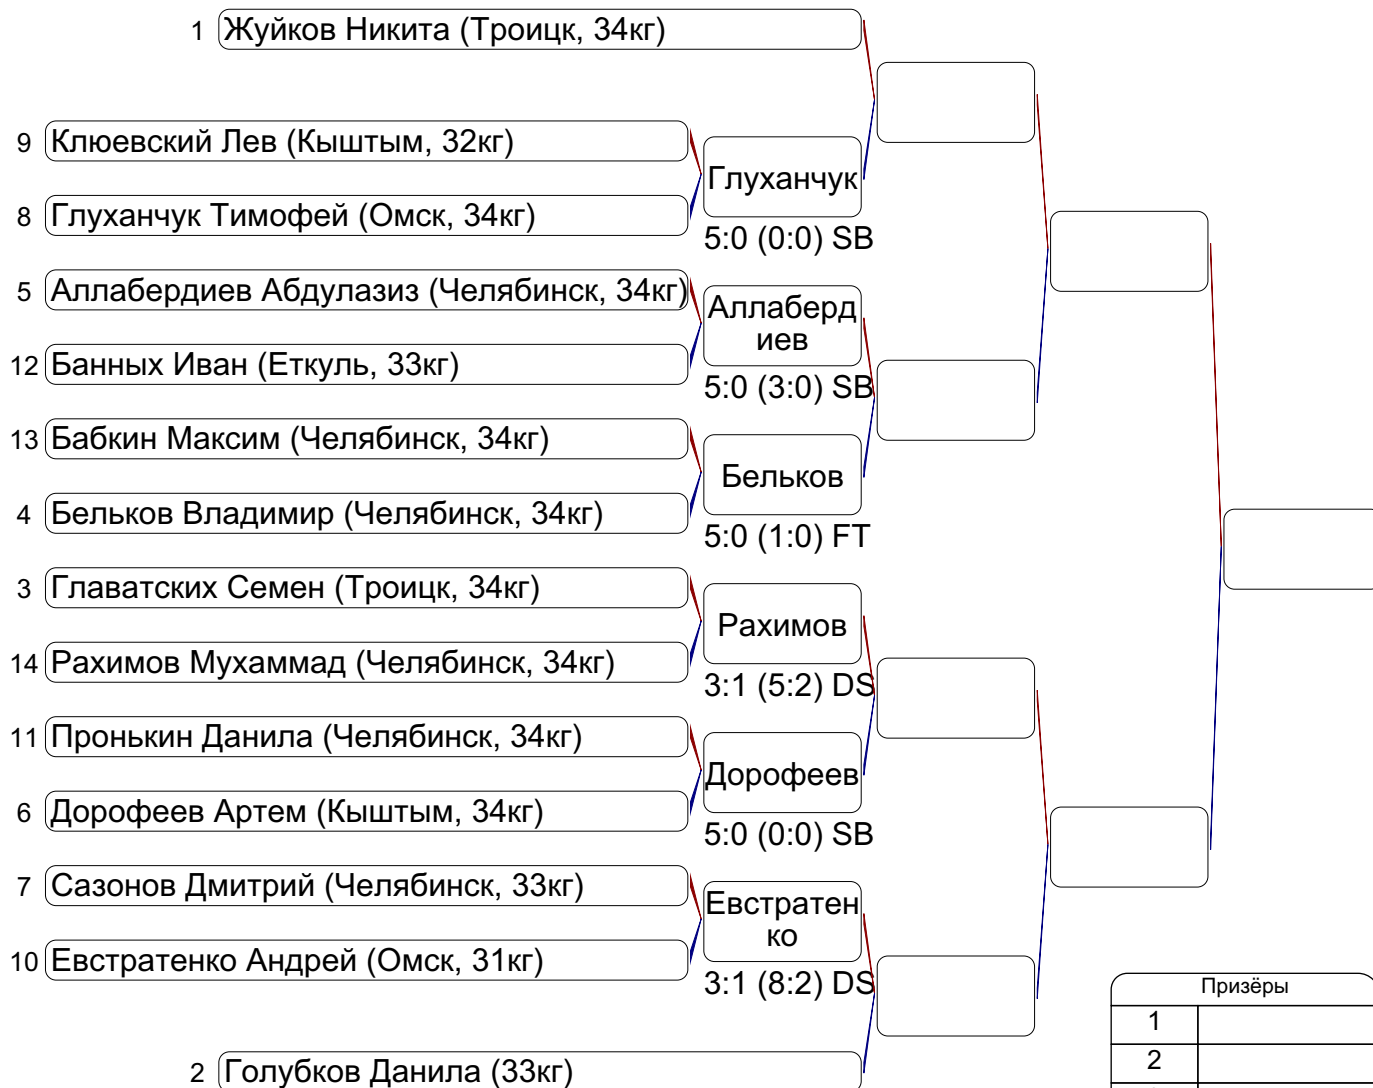 1 Жуйков Никита (Троицк, 34кг)
9 Клюевский Лев (Кыштым, 32кг)
Глуханчук
8 Глуханчук Тимофей (Омск, 34кг)
5:0 (0:0) SB
5 Аллабердиев Абдулазиз (Челябинск, 34кг)
Аллаберд
иев
12 Банных Иван (Еткуль, 33кг)
5:0 (3:0) SB
13 Бабкин Максим (Челябинск, 34кг)
Бельков
4 Бельков Владимир (Челябинск, 34кг)
5:0 (1:0) FT
3 Главатских Семен (Троицк, 34кг)
Рахимов
14 Рахимов Мухаммад (Челябинск, 34кг)
3:1 (5:2) DS
11 Пронькин Данила (Челябинск, 34кг)
Дорофеев
6 Дорофеев Артем (Кыштым, 34кг)
5:0 (0:0) SB
7 Сазонов Дмитрий (Челябинск, 33кг)
Евстратен
ко
10 Евстратенко Андрей (Омск, 31кг)
3:1 (8:2) DS
2 Голубков Данила (33кг)
Призёры
1
2